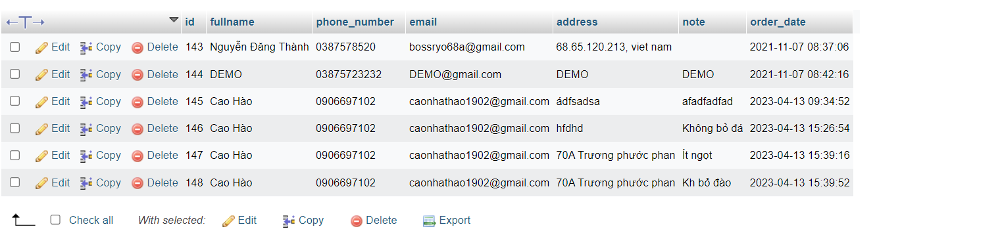 id fullname phone_number email address note order_date
Edit Copy Delete 143 Nguyễn Đăng Thành 0387578520 bossryo68a@gmail.com 68.65.120.213, viet nam 2021-11-07 08:37:06
Edit Copy Delete 144 DEMO 03875723232 DEMO@gmail.com DEMO DEMO 2021-11-07 08:42:16
Edit Copy Delete 145 Cao Hào 0906697102 caonhathao1902@gmail.com ádfsadsa afadfadfad 2023-04-13 09:34:52
Edit Copy Delete 146 Cao Hào 0906697102 caonhathao1902@gmail.com hfdhd Không bỏ đá 2023-04-13 15:26:54
Edit Copy Delete 147 Cao Hào 0906697102 caonhathao1902@gmail.com 70A Trương phước phan Ít ngọt 2023-04-13 15:39:16
Edit Copy Delete 148 Cao Hào 0906697102 caonhathao1902@gmail.com 70A Trương phước phan Kh bỏ đào 2023-04-13 15:39:52
Check all With selected: Edit Copy Delete Export